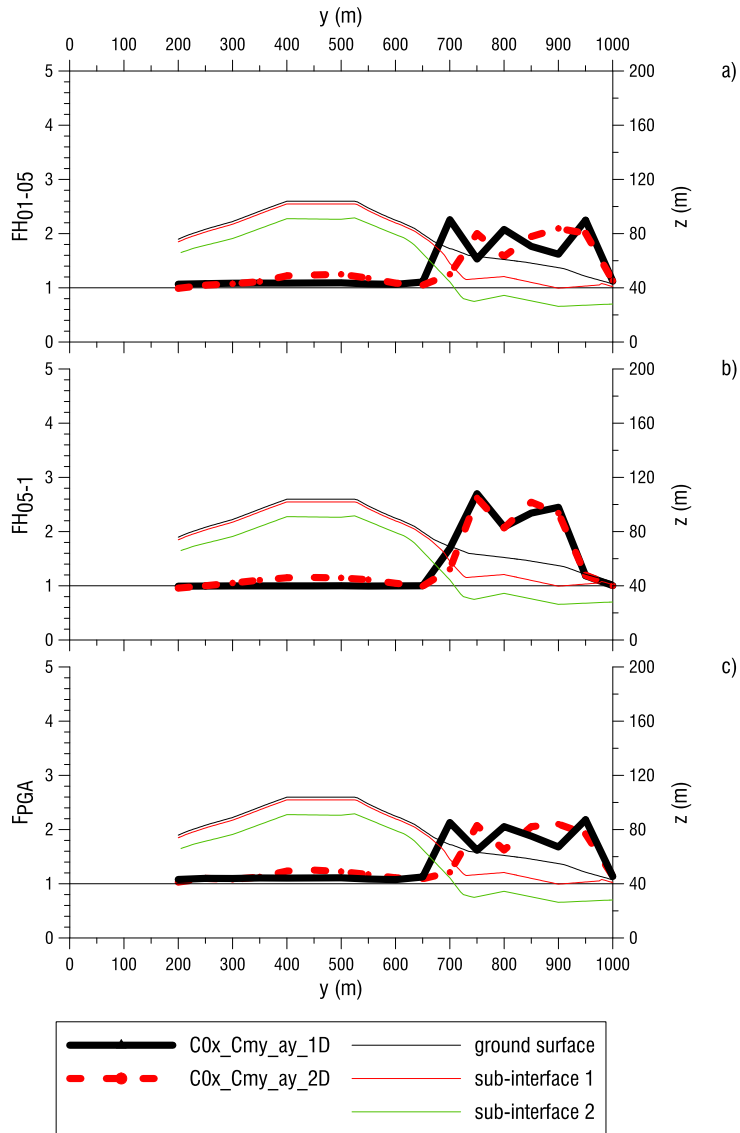 y (m)
0 100 200 300 400 500 600 700 800 900 1000
5 4 3 2 1 0
FH01-05
200 160 120 80 40 0
z (m)
a)
5 4 3 2 1 0
FH05-1
200 160 120 80 40 0
z (m)
b)
5 4 3 2 1 0
FPGA
200 160 120 80 40 0
z (m)
c)
0 100 200 300 400 500 600 700 800 900 1000
y (m)
C0x_Cmy_ay_1D
C0x_Cmy_ay_2D
ground surface
sub-interface 1
sub-interface 2